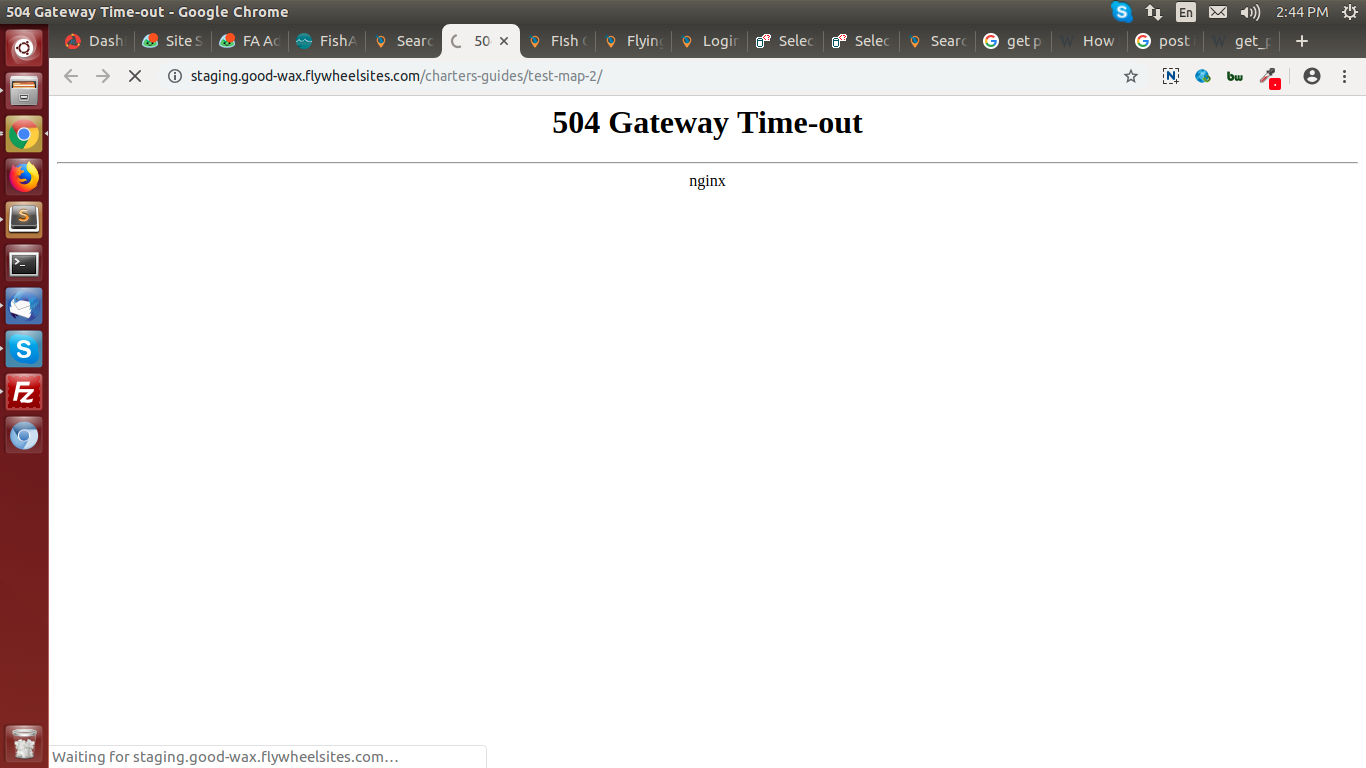 504 Gateway Time-out - Google Chrome
En
2:44 PM
Dash
Site S
FA Ac
FishA
Searc
50
FIsh
Flying
Login
Selec
Selec
Searc
get p
How
post
get_p
staging.good-wax.flywheelsites.com/charters-guides/test-map-2/
N
bw
504 Gateway Time-out
nginx
S
S
Fz
Waiting for staging.good-wax.flywheelsites.com...